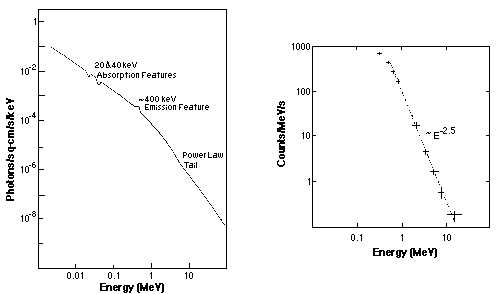 Photons/sq-cm/s/keV
1
10-2
10-4
10-6
10-8
20&40 keV
Absorption Features
~400 keV
Emission Feature
Power Law
Tail
0.01
0.1
1
10
Energy (MeV)
Counts/MeV/s
1000
100
10
1
~ E-2.5
0.1
1
10
Energy (MeV)